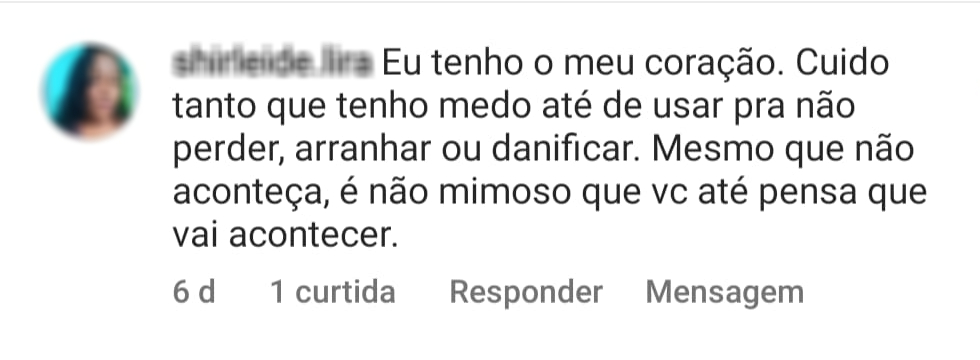 Eu tenho o meu coração. Cuido
tanto que tenho medo até de usar pra não
perder, arranhar ou danificar. Mesmo que não
aconteça, é não mimoso que vc até pensa que
vai acontecer.
6 d 1 curtida Responder Mensagem